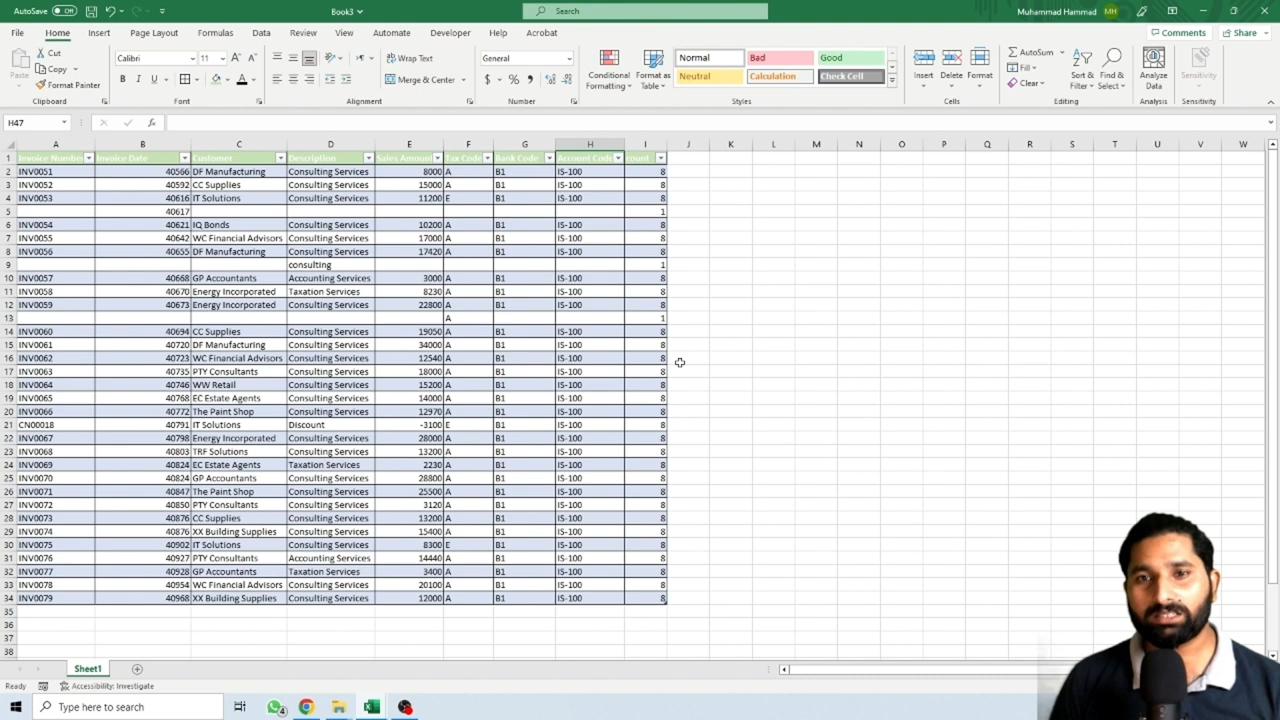 AutoSave Off Book3 Search Muhammad Hammad MH
File Home Insert Page Layout Formulas Data Review View Automate Developer Help Acrobat Comments Share
Paste Cut Copy Format Painter Clipboard
Calibri 11 Font
Wrap Text Merge & Center Alignment
General Number
Conditional Formatting Format as Table Normal Bad Good Neutral Calculation Check Cell Styles
Insert Delete Format Cells
AutoSum Fill Clear Sort & Filter Find & Select Editing
Analyze Data Analysis Sensitivity Sensitivity
H47 fx
A B C D E F G H I J K L M N O P Q R S T U V W
1 Invoice Number Invoice Date Customer Description Sales Amount Tax Code Bank Code Account Code count
2 INV0051 40566 DF Manufacturing Consulting Services 8000 A B1 IS-100 8
3 INV0052 40592 CC Supplies Consulting Services 15000 A B1 IS-100 8
4 INV0053 40616 IT Solutions Consulting Services 11200 E B1 IS-100 8
5 40617 1
6 INV0054 40621 IQ Bonds Consulting Services 10200 A B1 IS-100 8
7 INV0055 40642 WC Financial Advisors Consulting Services 17000 A B1 IS-100 8
8 INV0056 40655 DF Manufacturing Consulting Services 17420 A B1 IS-100 8
9 consulting 1
10 INV0057 40668 GP Accountants Accounting Services 3000 A B1 IS-100 8
11 INV0058 40670 Energy Incorporated Taxation Services 8230 A B1 IS-100 8
12 INV0059 40673 Energy Incorporated Consulting Services 22800 A B1 IS-100 8
13 A 1
14 INV0060 40694 CC Supplies Consulting Services 19050 A B1 IS-100 8
15 INV0061 40720 DF Manufacturing Consulting Services 34000 A B1 IS-100 8
16 INV0062 40723 WC Financial Advisors Consulting Services 12540 A B1 IS-100 8
17 INV0063 40735 PTY Consultants Consulting Services 18000 A B1 IS-100 8
18 INV0064 40746 WW Retail Consulting Services 15200 A B1 IS-100 8
19 INV0065 40768 EC Estate Agents Consulting Services 14000 A B1 IS-100 8
20 INV0066 40772 The Paint Shop Consulting Services 12970 A B1 IS-100 8
21 CN00018 40791 IT Solutions Discount -3100 E B1 IS-100 8
22 INV0067 40798 Energy Incorporated Consulting Services 28000 A B1 IS-100 8
23 INV0068 40803 TRF Solutions Consulting Services 13200 A B1 IS-100 8
24 INV0069 40824 EC Estate Agents Taxation Services 2230 A B1 IS-100 8
25 INV0070 40824 GP Accountants Consulting Services 28800 A B1 IS-100 8
26 INV0071 40847 The Paint Shop Consulting Services 25500 A B1 IS-100 8
27 INV0072 40850 PTY Consultants Consulting Services 3120 A B1 IS-100 8
28 INV0073 40876 CC Supplies Consulting Services 13200 A B1 IS-100 8
29 INV0074 40876 XX Building Supplies Consulting Services 15400 A B1 IS-100 8
30 INV0075 40902 IT Solutions Consulting Services 8300 E B1 IS-100 8
31 INV0076 40927 PTY Consultants Accounting Services 14440 A B1 IS-100 8
32 INV0077 40928 GP Accountants Taxation Services 3400 A B1 IS-100 8
33 INV0078 40954 WC Financial Advisors Consulting Services 20100 A B1 IS-100 8
34 INV0079 40968 XX Building Supplies Consulting Services 12000 A B1 IS-100 8
35
36
37
38
Sheet1
Ready Accessibility: Investigate
Type here to search 4